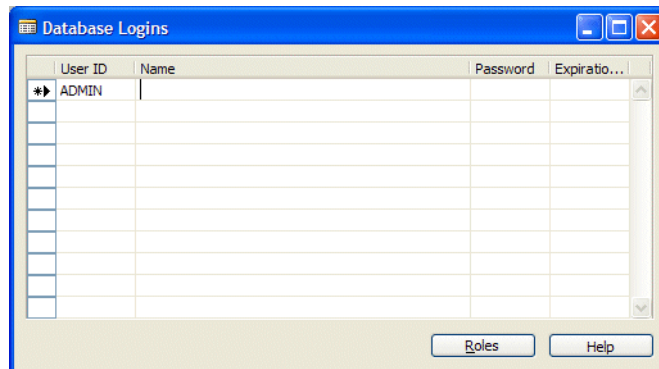 Database Logins
User ID Name Password Expiratio...
ADMIN
Roles Help